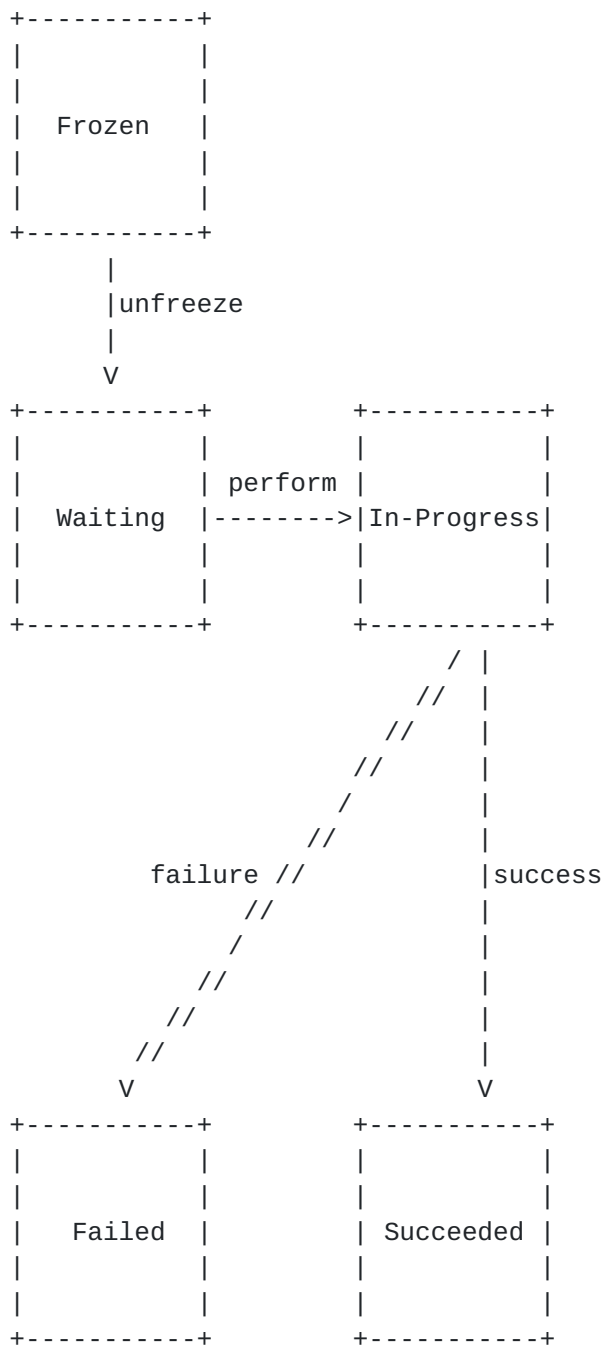 Frozen
unfreeze
perform
Waiting
In-Progress
failure
success
Failed
Succeeded